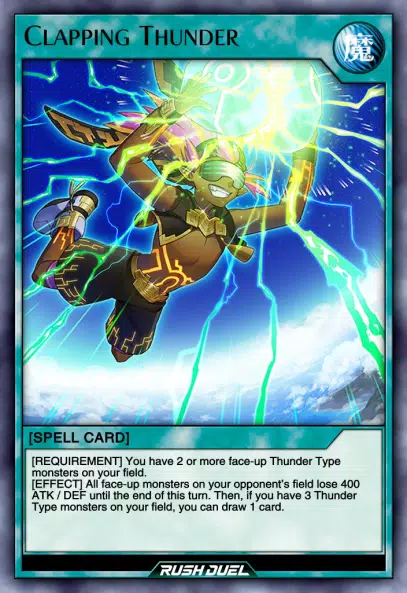 Clapping Thunder
魔
[SPELL CARD]
[REQUIREMENT] You have 2 or more face-up Thunder Type
monsters on your field.
[EFFECT] All face-up monsters on your opponent's field lose 400
ATK / DEF until the end of this turn. Then, if you have 3 Thunder
Type monsters on your field, you can draw 1 card.
RUSH DUEL